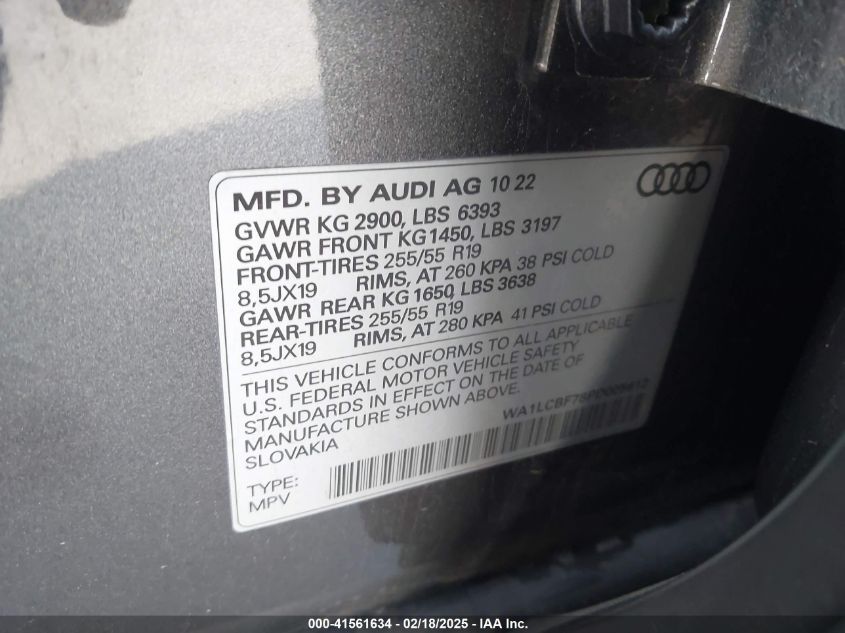 MFD. BY AUDI AG 10 22
GVWR KG 2900, LBS 6393
GAWR FRONT KG1450, LBS 3197
FRONT-TIRES 255/55 R19
8,5JX19 RIMS, AT 260 KPA 38 PSI COLD
GAWR REAR KG 1650, LBS 3638
REAR-TIRES 255/55 R19
8,5JX19 RIMS, AT 280 KPA 41 PSI COLD
THIS VEHICLE CONFORMS TO ALL APPLICABLE
U.S. FEDERAL MOTOR VEHICLE SAFETY
STANDARDS IN EFFECT ON THE DATE OF
MANUFACTURE SHOWN ABOVE.
SLOVAKIA
TYPE:
MPV
000-41561634 - 02/18/2025 - IAAI.com